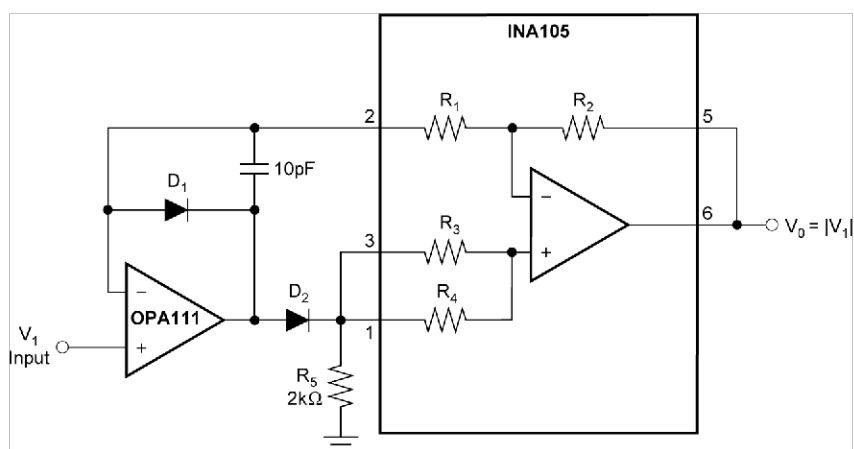 INA105
2
R1
R2
5
10pF
D1
3
R3
−
+
6
V0 = |V1|
D2
R4
−
OPA111
+
1
V1
Input
R5
2kΩ